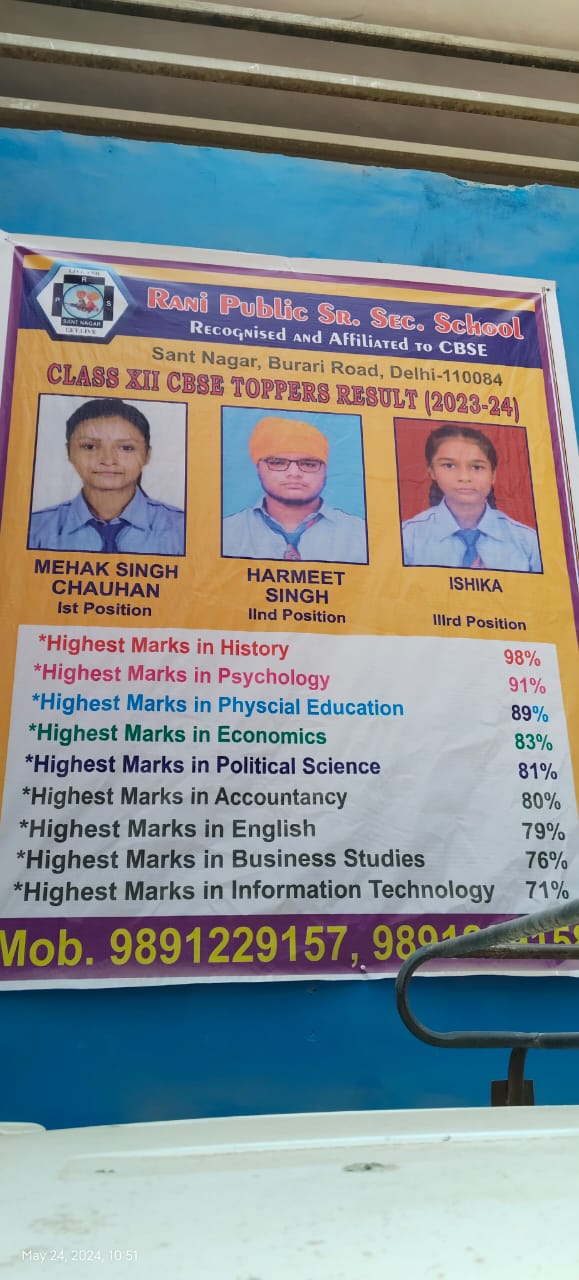 R
P S
SANT NAGAR
RANI PUBLIC SR. SEC. SCHOOL
RECOGNISED AND AFFILIATED TO CBSE
Sant Nagar, Burari Road, Delhi-110084
CLASS XII CBSE TOPPERS RESULT (2023-24)
MEHAK SINGH
CHAUHAN
Ist Position
HARMEET
SINGH
IInd Position
ISHIKA
IIIrd Position
*Highest Marks in History 98%
*Highest Marks in Psychology 91%
*Highest Marks in Physcial Education 89%
*Highest Marks in Economics 83%
*Highest Marks in Political Science 81%
*Highest Marks in Accountancy 80%
*Highest Marks in English 79%
*Highest Marks in Business Studies 76%
*Highest Marks in Information Technology 71%
Mob. 9891229157,
May 24, 2024, 10:51